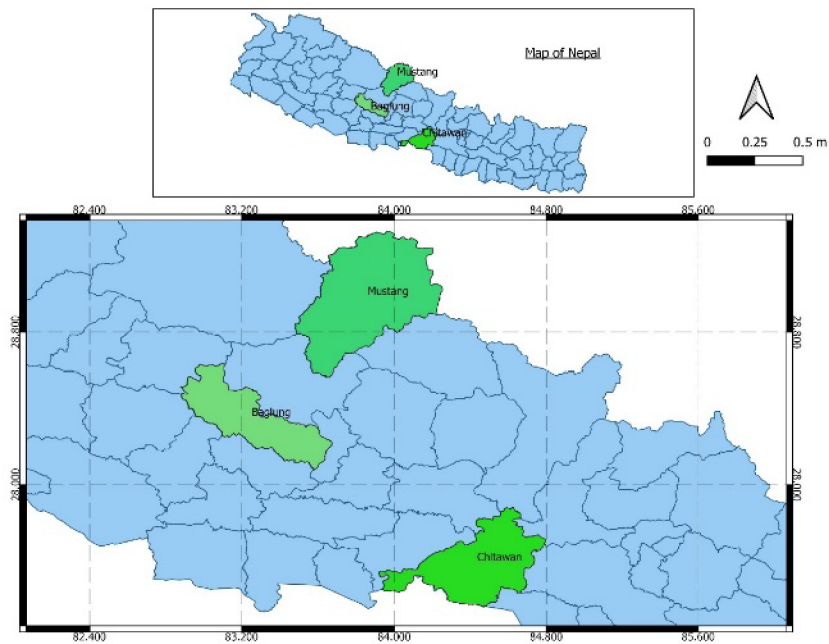 Map of Nepal
Mustang
Baglung
Chitawan
0 0.25 0.5 m
82.400 83.200 84.000 84.800 85.600
28.800 28.800
Mustang
Baglung
28.000 28.000
Chitawan
82.400 83.200 84.000 84.800 85.600